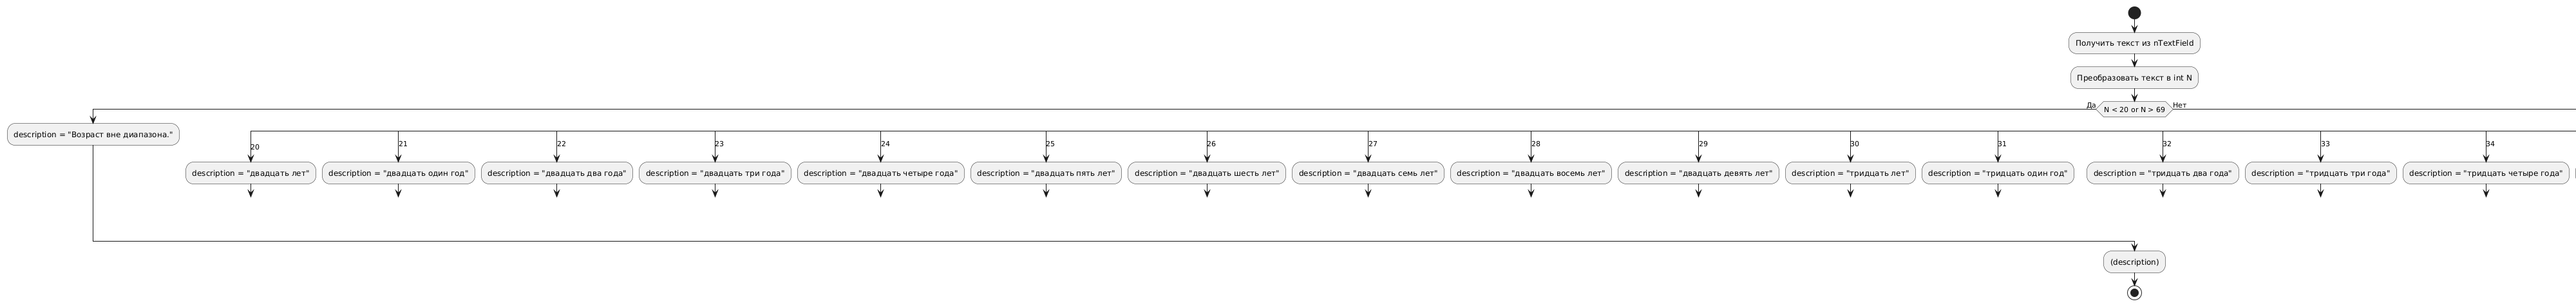 Получить текст из nTextField
Преобразовать текст в int N
Да
N < 20 or N > 69
Нет
description = "Возраст вне диапазона."
20
21
22
23
24
25
26
27
28
29
30
31
32
33
34
description = "двадцать лет"
description = "двадцать один год"
description = "двадцать два года"
description = "двадцать три года"
description = "двадцать четыре года"
description = "двадцать пять лет"
description = "двадцать шесть лет"
description = "двадцать семь лет"
description = "двадцать восемь лет"
description = "двадцать девять лет"
description = "тридцать лет"
description = "тридцать один год"
description = "тридцать два года"
description = "тридцать три года"
description = "тридцать четыре года"
(description)